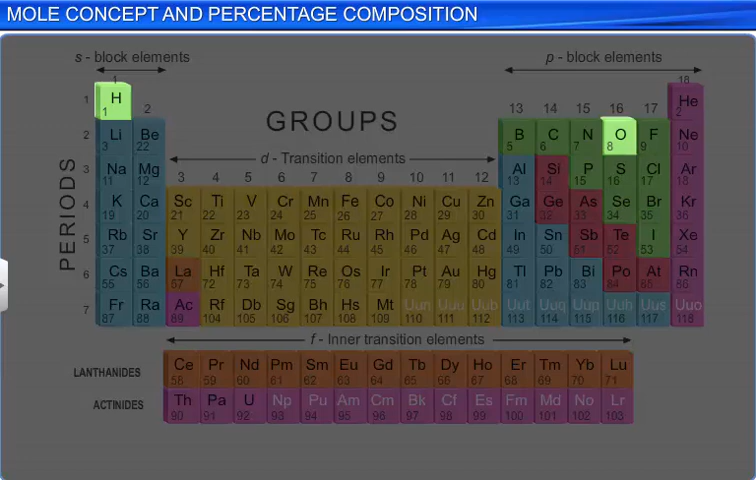 MOLE CONCEPT AND PERCENTAGE COMPOSITION
s - block elements p - block elements
1 18
1 H 1 He 2
2 13 14 15 16 17
GROUPS
2 Li 3 Be 22 B 5 C 6 N 7 O 8 F 9 Ne 10
d - Transition elements
PERIODS
3 Na 11 Mg 12 3 4 5 6 7 8 9 10 11 12 Al 13 Si 14 P 15 S 16 Cl 17 Ar 18
4 K 19 Ca 20 Sc 21 Ti 22 V 23 Cr 24 Mn 25 Fe 26 Co 27 Ni 28 Cu 29 Zn 30 Ga 31 Ge 32 As 33 Se 34 Br 35 Kr 36
5 Rb 37 Sr 38 Y 39 Zr 40 Nb 41 Mo 42 Tc 43 Ru 44 Rh 45 Pd 46 Ag 47 Cd 48 In 49 Sn 50 Sb 51 Te 52 I 53 Xe 54
6 Cs 55 Ba 56 La 57 Hf 72 Ta 73 W 74 Re 75 Os 76 Ir 77 Pt 78 Au 79 Hg 80 Tl 81 Pb 82 Bi 83 Po 84 At 85 Rn 86
7 Fr 87 Ra 88 Ac 89 Rf 104 Db 105 Sg 106 Bh 107 Hs 108 Mt 109 Uun 110 Uuu 111 Uub 112 Uut 113 Uuq 114 Uup 115 Uuh 116 Uus 117 Uuo 118
f - Inner transition elements
LANTHANIDES Ce 58 Pr 59 Nd 60 Pm 61 Sm 62 Eu 63 Gd 64 Tb 65 Dy 66 Ho 67 Er 68 Tm 69 Yb 70 Lu 71
ACTINIDES Th 90 Pa 91 U 92 Np 93 Pu 94 Am 95 Cm 96 Bk 97 Cf 98 Es 99 Fm 100 Md 101 No 102 Lr 103